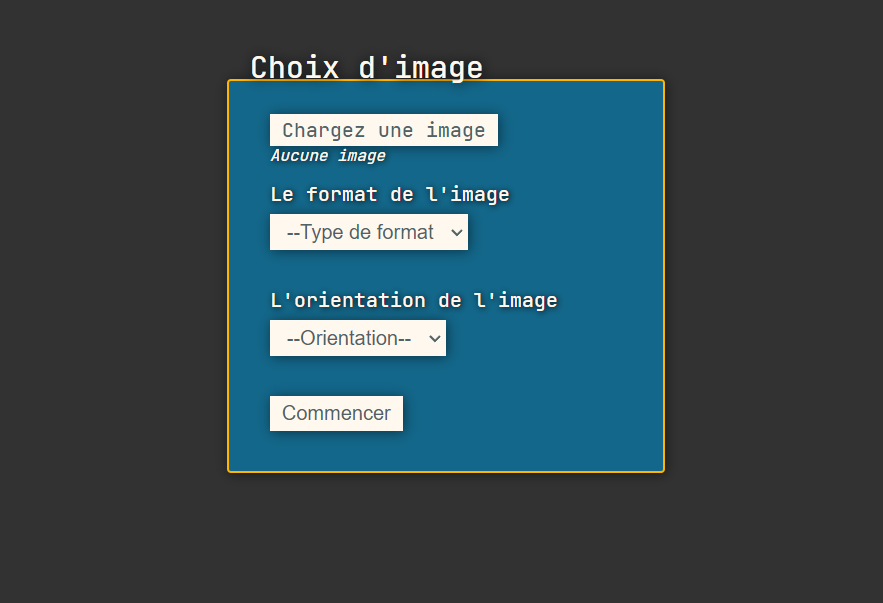 Choix d'image
Chargez une image
Aucune image
Le format de l'image
--Type de format
L'orientation de l'image
--Orientation--
Commencer